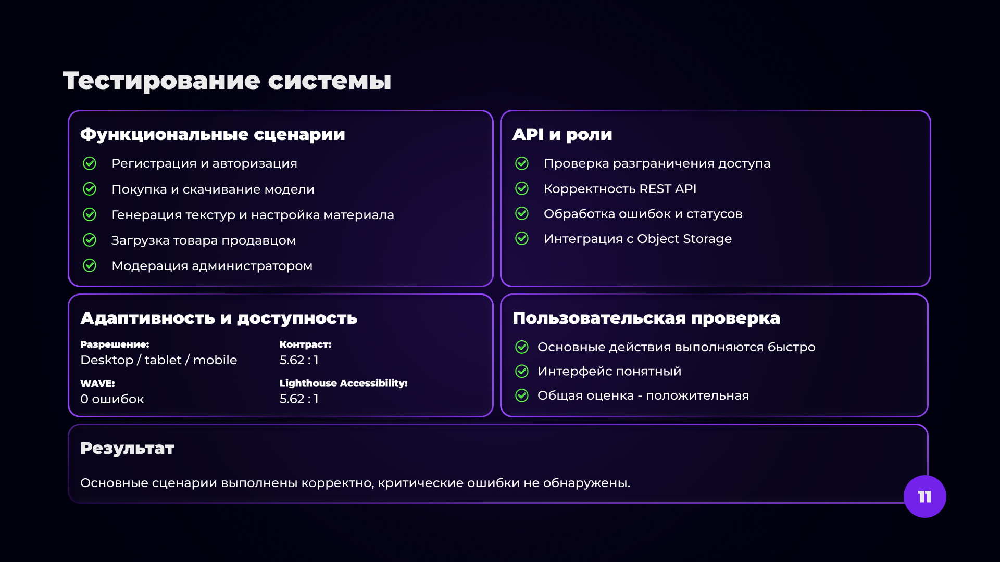 Тестирование системы
Функциональные сценарии
Регистрация и авторизация
Покупка и скачивание модели
Генерация текстур и настройка материала
Загрузка товара продавцом
Модерация администратором
API и роли
Проверка разграничения доступа
Корректность REST API
Обработка ошибок и статусов
Интеграция с Object Storage
Адаптивность и доступность
Разрешение:
Desktop / tablet / mobile
Контраст:
5.62 : 1
WAVE:
0 ошибок
Lighthouse Accessibility:
5.62 : 1
Пользовательская проверка
Основные действия выполняются быстро
Интерфейс понятный
Общая оценка - положительная
Результат
Основные сценарии выполнены корректно, критические ошибки не обнаружены.
11